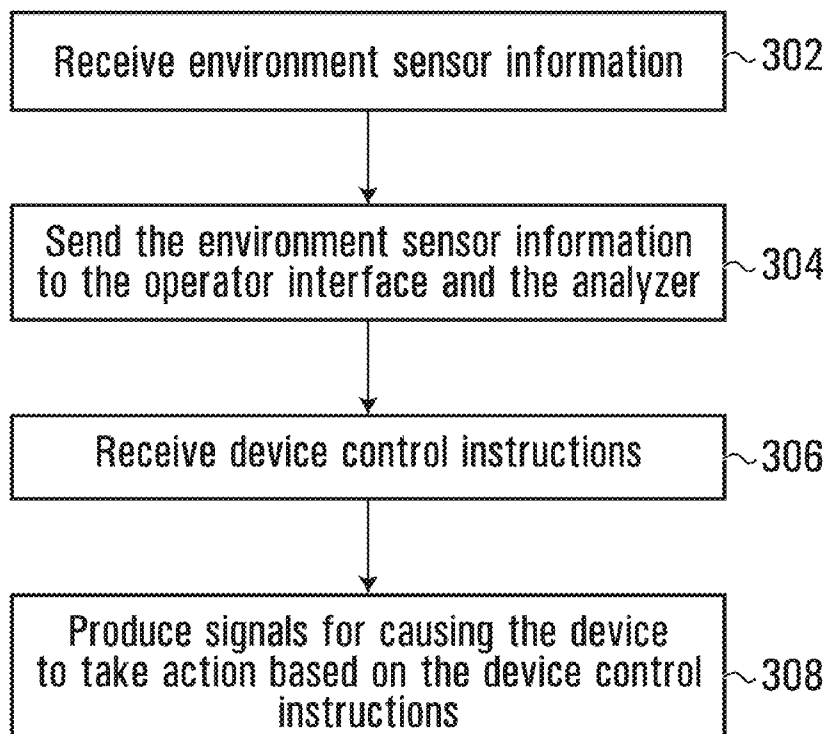 Receive environment sensor information
302
Send the environment sensor information
to the operator interface and the analyzer
304
Receive device control instructions
306
Produce signals for causing the device
to take action based on the device control
instructions
308